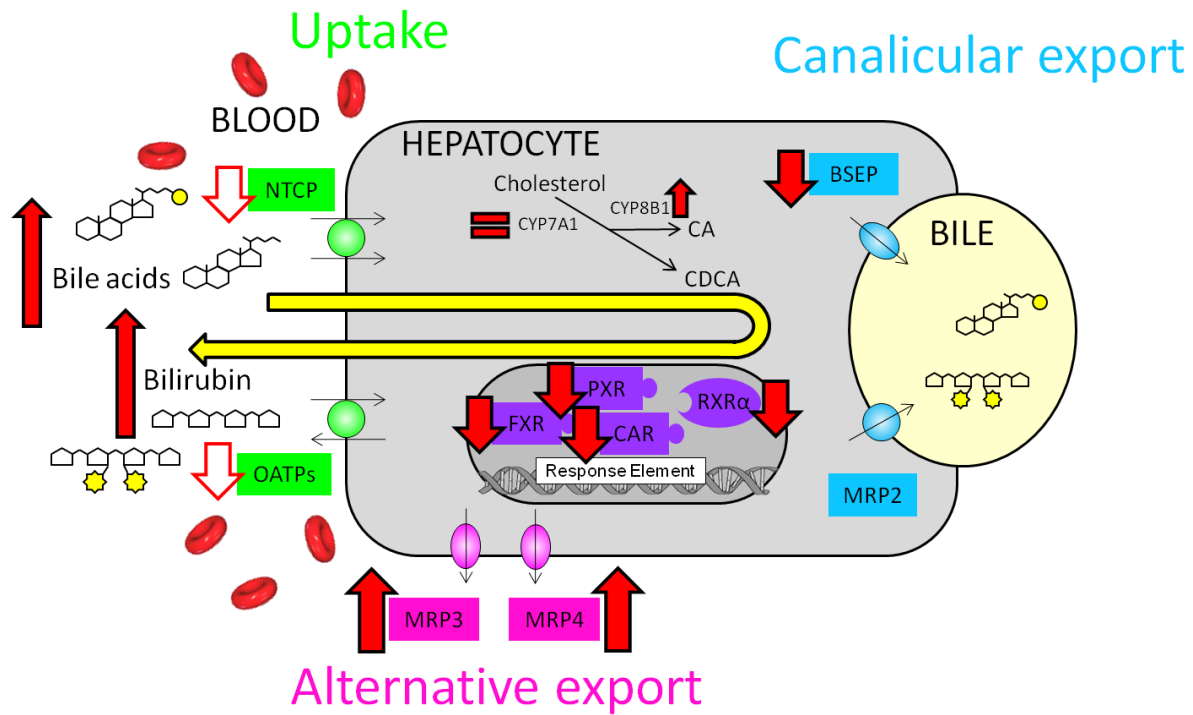 Uptake
Canalicular export
BLOOD
HEPATOCYTE
NTCP
Cholesterol
CYP8B1
BSEP
CYP7A1
CA
BILE
Bile acids
CDCA
Bilirubin
PXR
RXRα
FXR
CAR
Response Element
OATPs
MRP2
MRP3
MRP4
Alternative export